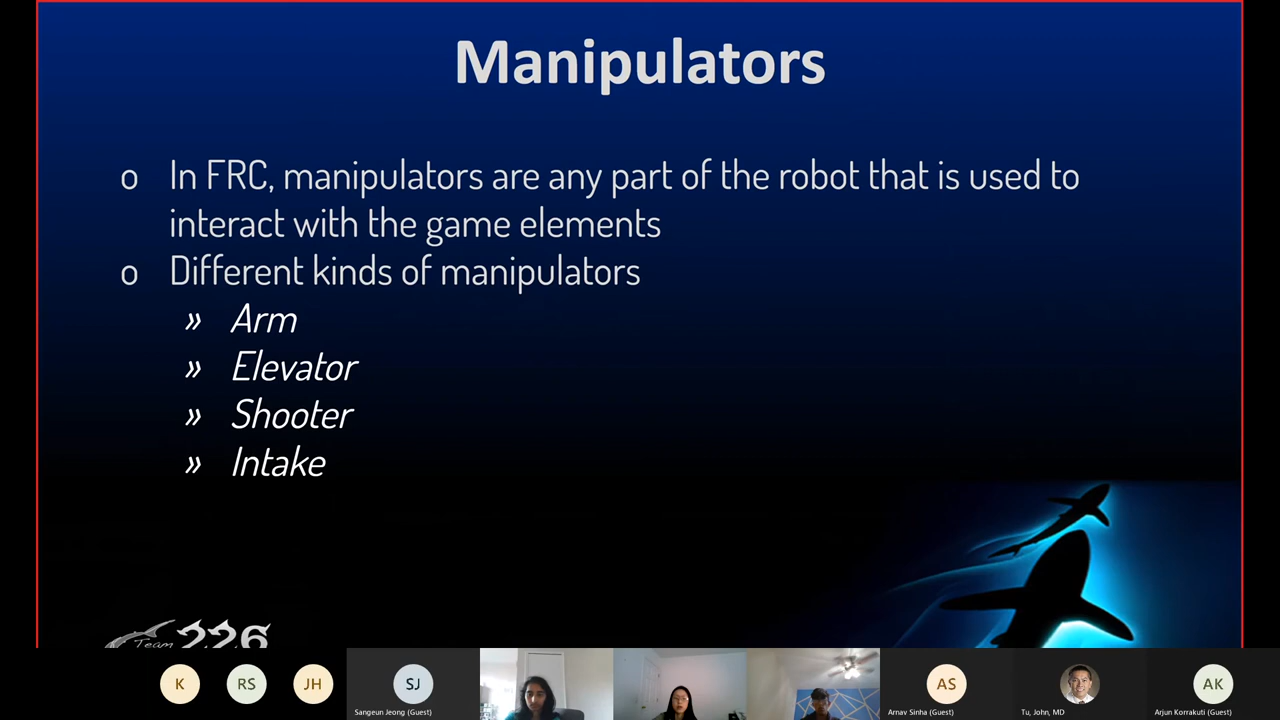 Manipulators
o In FRC, manipulators are any part of the robot that is used to
interact with the game elements
o Different kinds of manipulators
» Arm
» Elevator
» Shooter
» Intake
Team 226
K
RS
JH
SJ
AS
AK
Sangeun Jeong (Guest)
Arnav Sinha (Guest)
Tu, John, MD
Arjun Korrakuti (Guest)